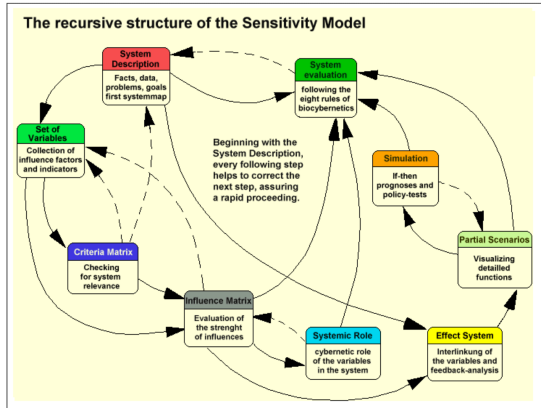 The recursive structure of the Sensitivity Model
System
Description
Facts, data,
problems, goals
first systemmap
System
evaluation
following the
eight rules of
biocybernetics
Set of
Variables
Collection of
influence factors
and indicators
Beginning with the
System Description,
every following step
helps to correct the
next step, assuring
a rapid proceeding.
Simulation
If-then
prognoses and
policy-tests
Criteria Matrix
Checking
for system
relevance
Partial Scenarios
Visualizing
detailled
functions
Influence Matrix
Evaluation of
the strenght
of influences
Systemic Role
cybernetic role
of the variables
in the system
Effect System
Interlinkung of
the variables and
feedback-analysis